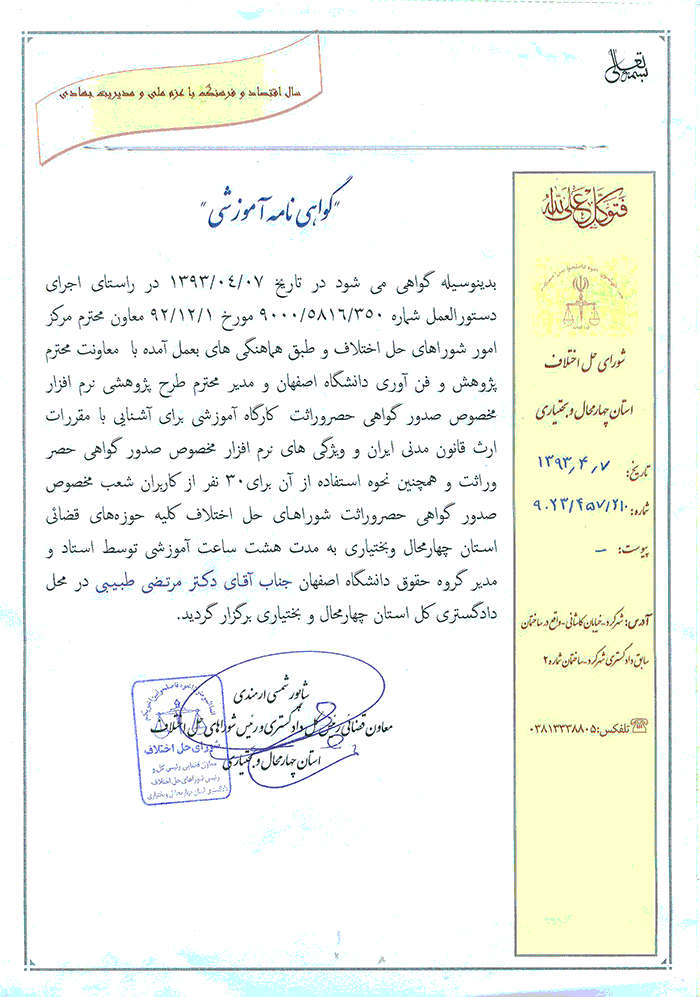 بسمه تعالی
سال اقتصاد و فرهنگ با عزم ملی و مدیریت جهادی
فتوکل علی الله
شورای حل اختلاف
استان چهارمحال و بختیاری
تاریخ: ۱۳۹۳٫۴٫۷
شماره: ۹۰۲۳/۴۵۷/۲۱۰
پیوست: –
آدرس: شهرکرد-خیابان کاشانی-واقع در ساختمان
سابق دادگستری شهرکرد-ساختمان شماره ۲
تلفکس: ۰۳۸۱۳۳۳۸۸۰۵
"گواهی نامه آموزشی"
بدینوسیله گواهی می شود در تاریخ ۱۳۹۳/۰۴/۰۷ در راستای اجرای
دستورالعمل شماره ۹۰۰۰/۵۸۱۶/۳۵۰ مورخ ۹۲/۱۲/۱ معاون محترم مرکز
امور شوراهای حل اختلاف و طبق هماهنگی های بعمل آمده با معاونت محترم
پژوهش و فن آوری دانشگاه اصفهان و مدیر محترم طرح پژوهشی نرم افزار
مخصوص صدور گواهی حصروراثت کارگاه آموزشی برای آشنایی با مقررات
ارث قانون مدنی ایران و ویژگی های نرم افزار مخصوص صدور گواهی حصر
وراثت و همچنین نحوه استفاده از آن برای۳۰ نفر از کاربران شعب مخصوص
صدور گواهی حصروراثت شوراهای حل اختلاف کلیه حوزه‌های قضائی
استان چهارمحال وبختیاری به مدت هشت ساعت آموزشی توسط استاد و
مدیر گروه حقوق دانشگاه اصفهان جناب آقای دکتر مرتضی طبیبی در محل
دادگستری کل استان چهارمحال و بختیاری برگزار گردید.
شاپور شمسی ارمندی
معاون قضائی رئیس کل دادگستری و رئیس شوراهای حل اختلاف
استان چهارمحال و بختیاری
شورای حل اختلاف
معاون قضایی رئیس کل و
رئیس شوراهای حل اختلاف